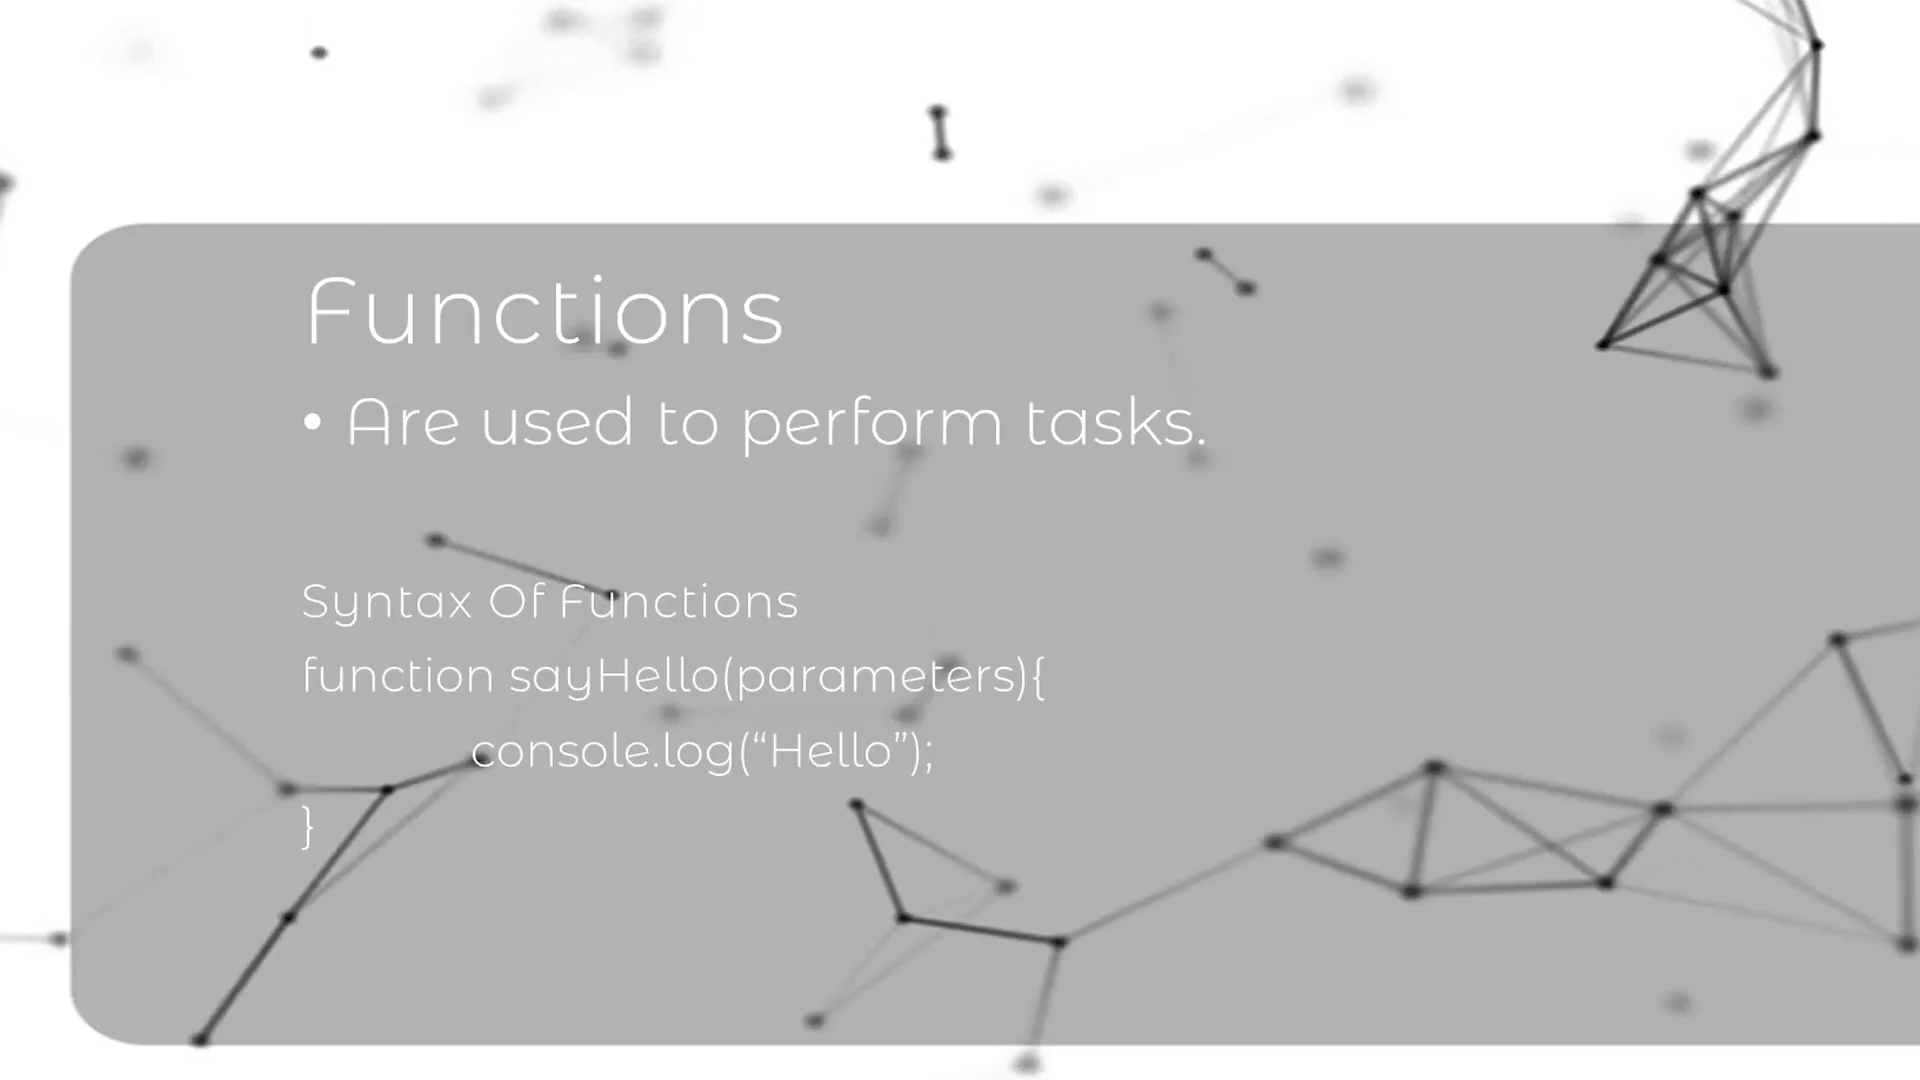 Functions
• Are used to perform tasks.
Syntax Of Functions
function sayHello(parameters){
console.log(“Hello”);
}